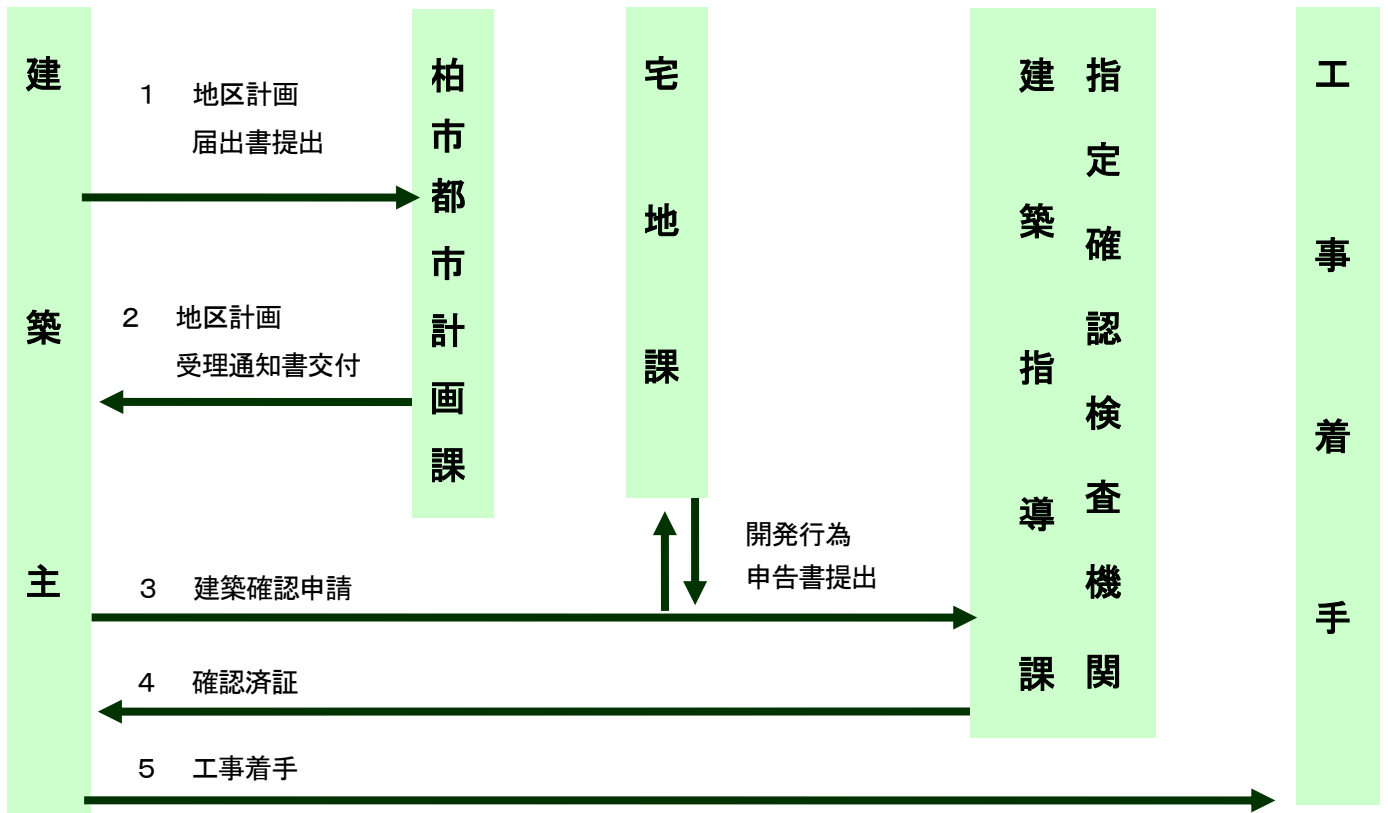 建築主
1 地区計画
届出書提出
柏市都市計画課
2 地区計画
受理通知書交付
宅地課
開発行為
申告書提出
指定確認検査機関
建築指導課
3 建築確認申請
4 確認済証
5 工事着手
工事着手